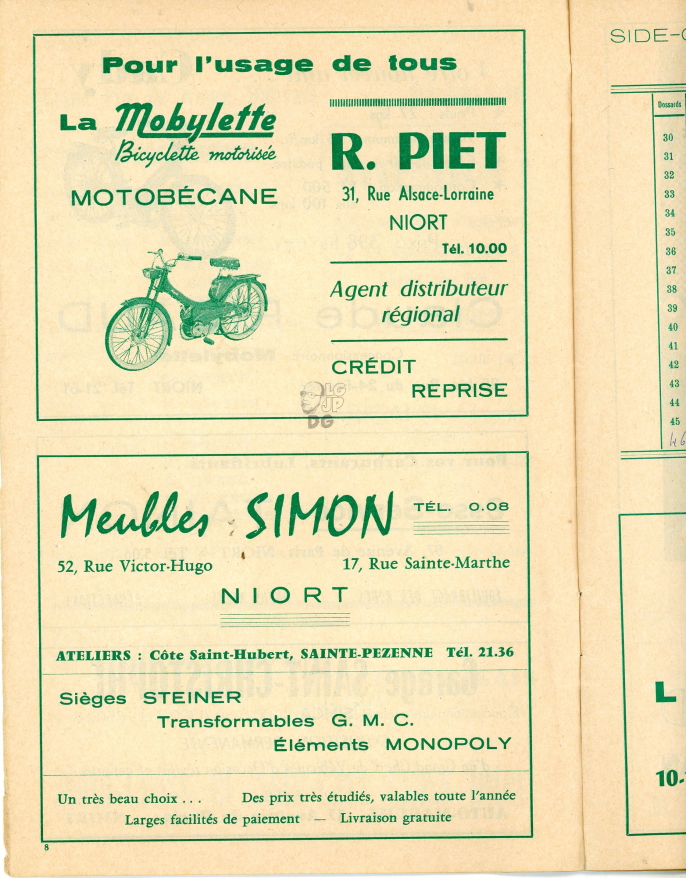 Pour l'usage de tous
La Mobylette
Bicyclette motorisée
MOTOBÉCANE
R. PIET
31, Rue Alsace-Lorraine
NIORT
Tél. 10.00
Agent distributeur
régional
CRÉDIT
REPRISE
LG
JP
DG
Meubles SIMON TÉL. 0.08
52, Rue Victor-Hugo 17, Rue Sainte-Marthe
NIORT
ATELIERS : Côte Saint-Hubert, SAINTE-PEZENNE Tél. 21.36
Sièges STEINER
Transformables G. M. C.
Éléments MONOPOLY
Un très beau choix . . . Des prix très étudiés, valables toute l'année
Larges facilités de paiement — Livraison gratuite
8
SIDE-C
Dossards
30
31
32
33
34
35
36
37
38
39
40
41
42
43
44
45
46
L
10-